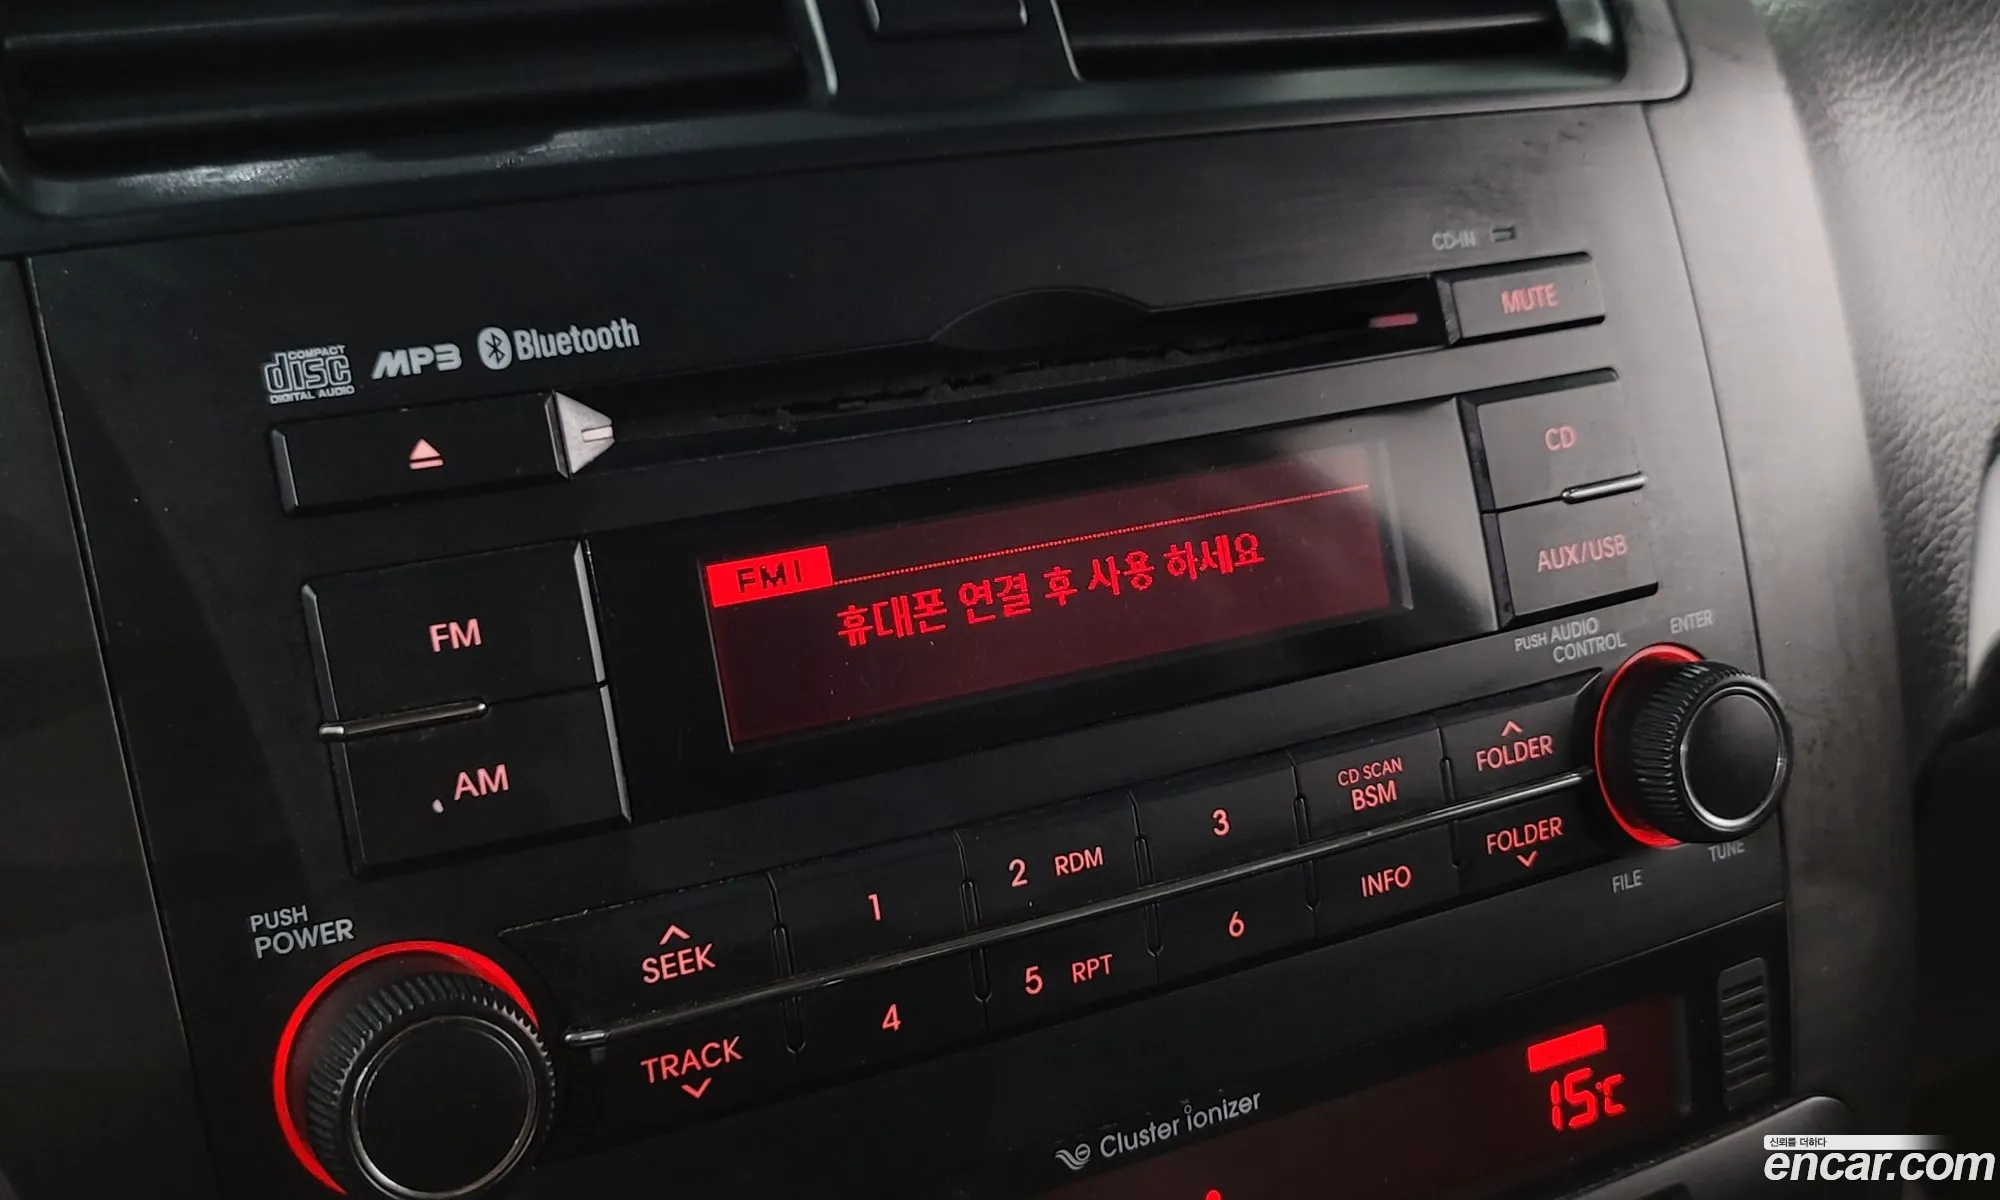 CD-IN
MUTE
COMPACT
disc
DIGITAL AUDIO
MP3
Bluetooth
CD
FM1
휴대폰 연결 후 사용 하세요
AUX/USB
FM
AM
PUSH AUDIO
CONTROL
ENTER
FOLDER
CD SCAN
BSM
3
2 RDM
1
SEEK
PUSH
POWER
TUNE
FILE
FOLDER
INFO
6
5 RPT
4
TRACK
15℃
Cluster ionizer
신뢰를 더하다
encar.com